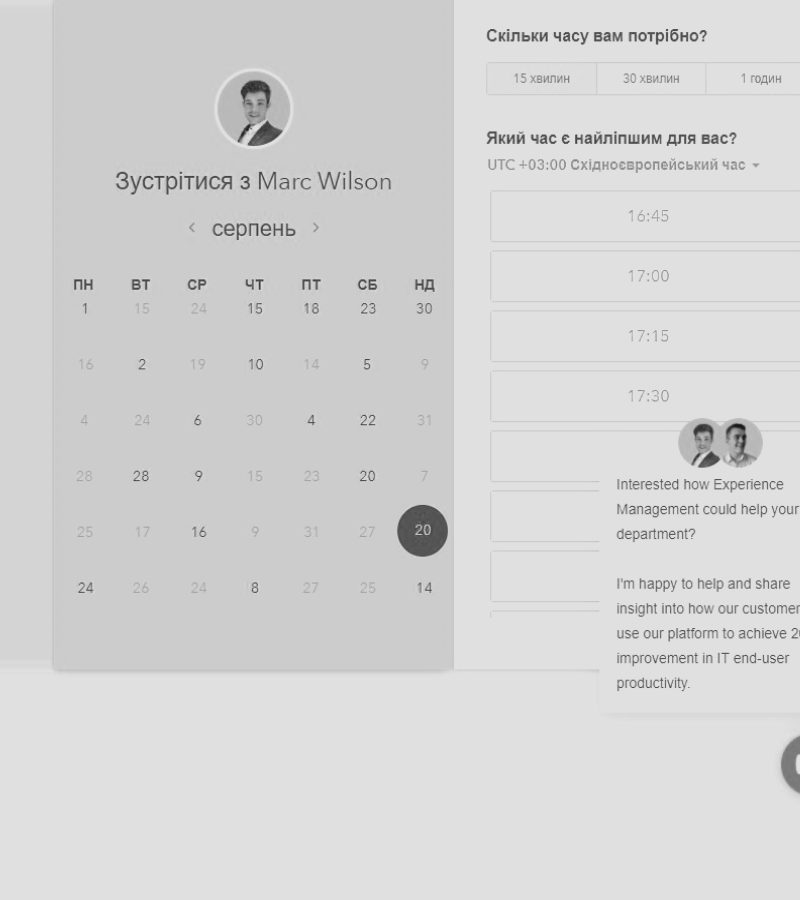 Зустрітися з Marc Wilson
серпень
ПН ВТ СР ЧТ ПТ СБ НД
1 15 24 15 18 23 30
16 2 19 10 14 5 9
4 24 6 30 4 22 31
28 28 9 15 23 20 7
25 17 16 9 31 27 20
24 26 24 8 27 25 14
Скільки часу вам потрібно?
15 хвилин 30 хвилин 1 годин
Який час є найліпшим для вас?
UTC +03:00 Східноєвропейський час
16:45
17:00
17:15
17:30
Interested how Experience
Management could help your
department?
I'm happy to help and share
insight into how our customer
use our platform to achieve
improvement in IT end-user
productivity.